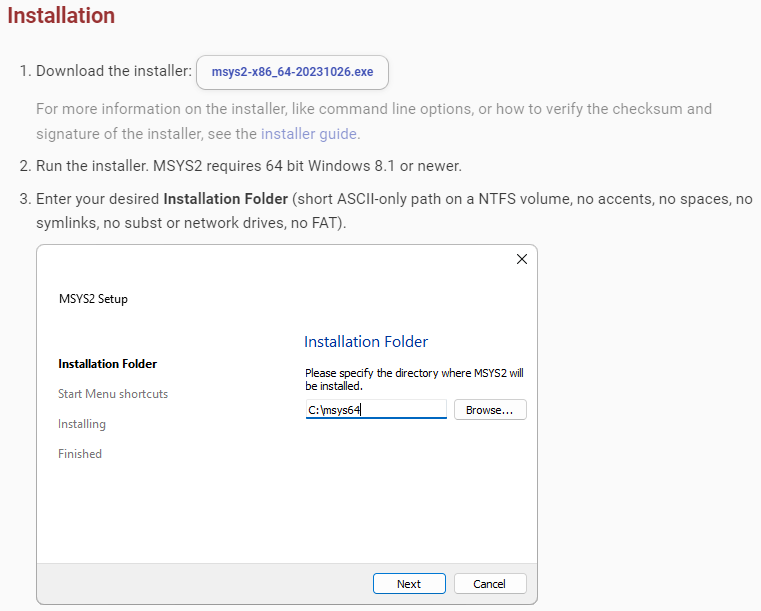 Installation
1. Download the installer: msys2-x86_64-20231026.exe
For more information on the installer, like command line options, or how to verify the checksum and
signature of the installer, see the installer guide.
2. Run the installer. MSYS2 requires 64 bit Windows 8.1 or newer.
3. Enter your desired Installation Folder (short ASCII-only path on a NTFS volume, no accents, no spaces, no
symlinks, no subst or network drives, no FAT).
MSYS2 Setup
Installation Folder
Start Menu shortcuts
Installing
Finished
Installation Folder
Please specify the directory where MSYS2 will
be installed.
C:\msys64
Browse...
Next
Cancel